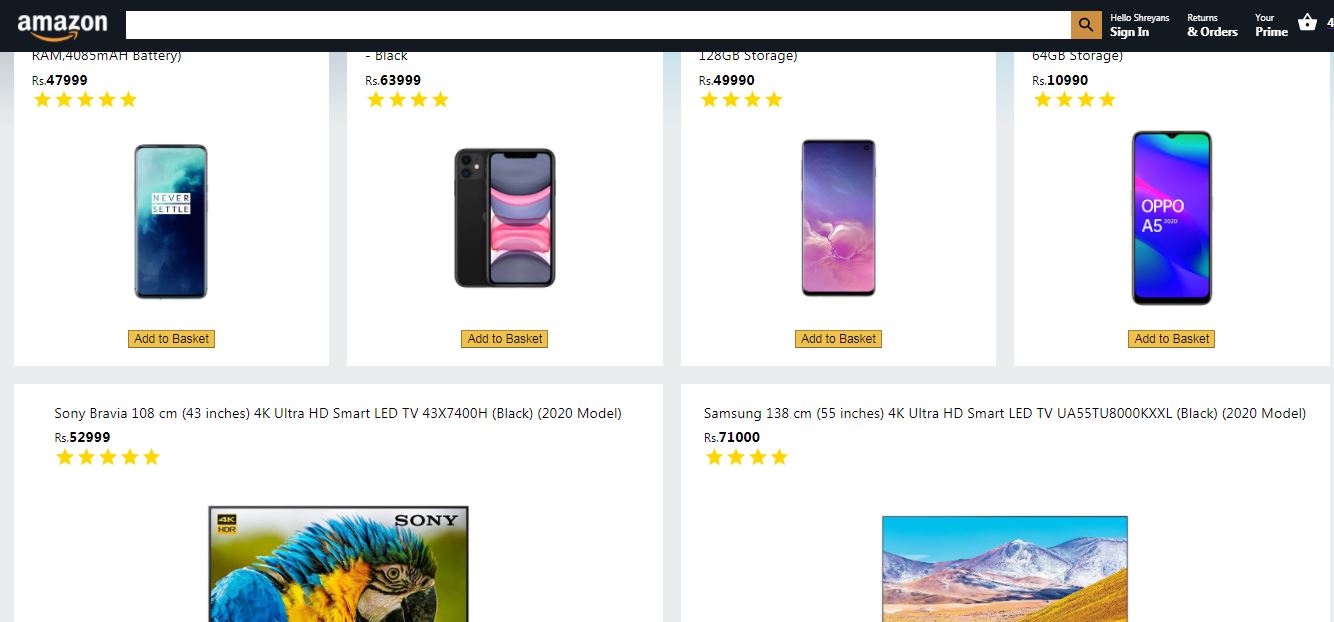 amazon
Hello Shreyans
Sign In
Returns
& Orders
Your
Prime
4
RAM,4085mAH Battery)
Rs.47999
- Black
Rs.63999
128GB Storage)
Rs.49990
64GB Storage)
Rs.10990
NEVER
SETTLE
OPPO
A5 2020
Add to Basket
Add to Basket
Add to Basket
Add to Basket
Sony Bravia 108 cm (43 inches) 4K Ultra HD Smart LED TV 43X7400H (Black) (2020 Model)
Rs.52999
4K
HDR
SONY
Samsung 138 cm (55 inches) 4K Ultra HD Smart LED TV UA55TU8000KXXL (Black) (2020 Model)
Rs.71000